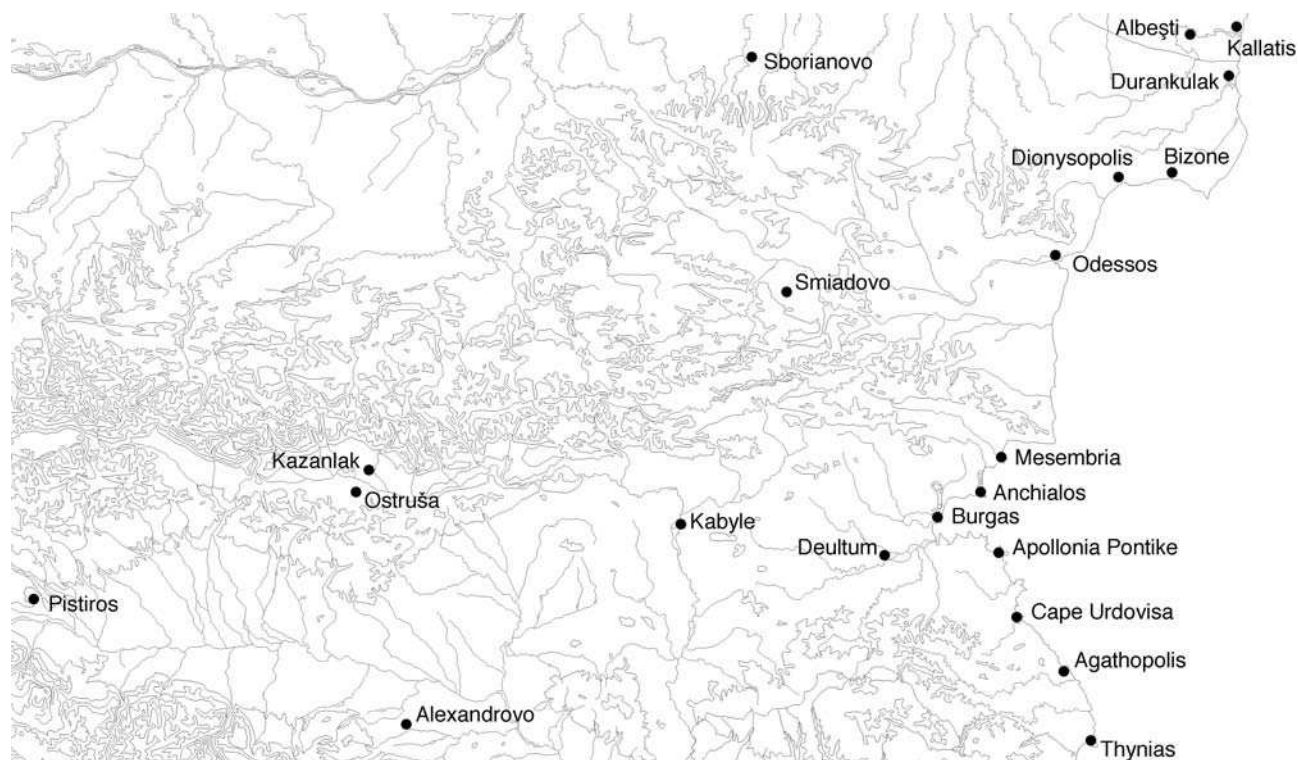 Albeşti
Kallatis
Sborianovo
Durankulak
Dionysopolis
Bizone
Odessos
Smiadovo
Mesembria
Kazanlak
Anchialos
Ostruša
Burgas
Kabyle
Deultum
Apollonia Pontike
Pistiros
Cape Urdovisa
Agathopolis
Alexandrovo
Thynias